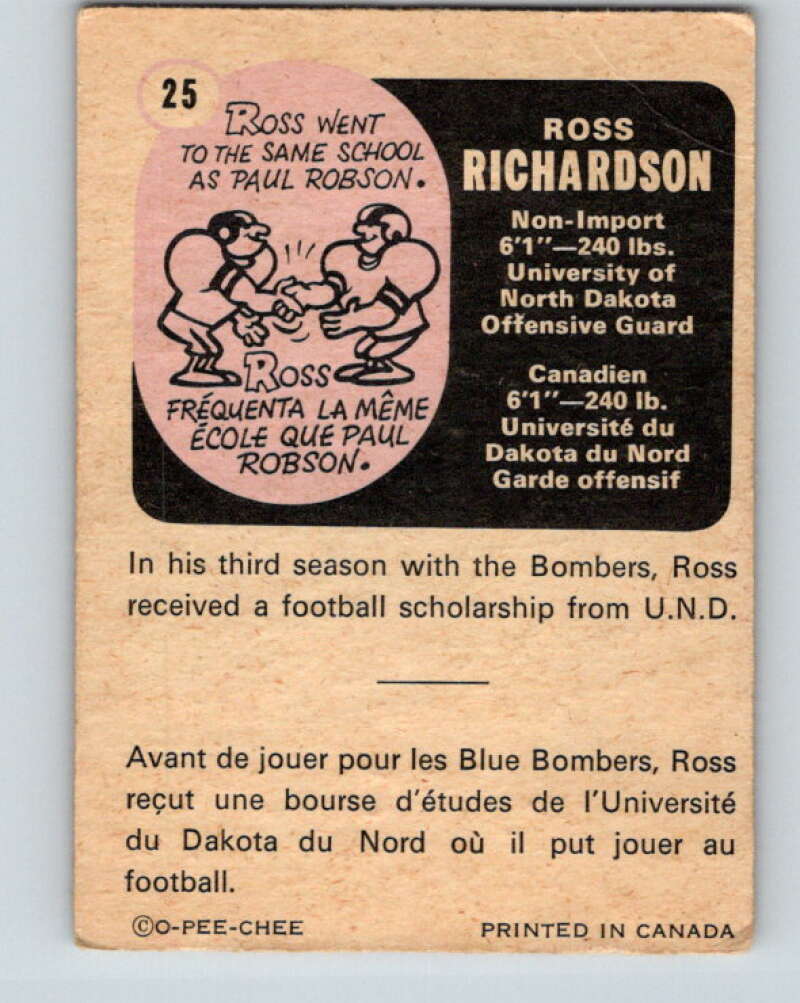 25
ROSS WENT
TO THE SAME SCHOOL
AS PAUL ROBSON.
ROSS
FRÉQUENTA LA MÊME
ÉCOLE QUE PAUL
ROBSON.
ROSS
RICHARDSON
Non-Import
6'1"—240 lbs.
University of
North Dakota
Offensive Guard
Canadien
6'1"—240 lb.
Université du
Dakota du Nord
Garde offensif
In his third season with the Bombers, Ross
received a football scholarship from U.N.D.
Avant de jouer pour les Blue Bombers, Ross
reçut une bourse d'études de l'Université
du Dakota du Nord où il put jouer au
football.
©O-PEE-CHEE
PRINTED IN CANADA